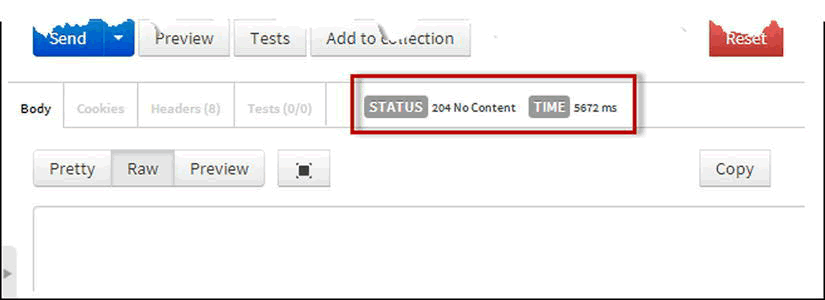 Send Preview Tests Add to collection Reset
Body Cookies Headers (8) Tests (0/0) STATUS 204 No Content TIME 5672 ms
Pretty Raw Preview Copy